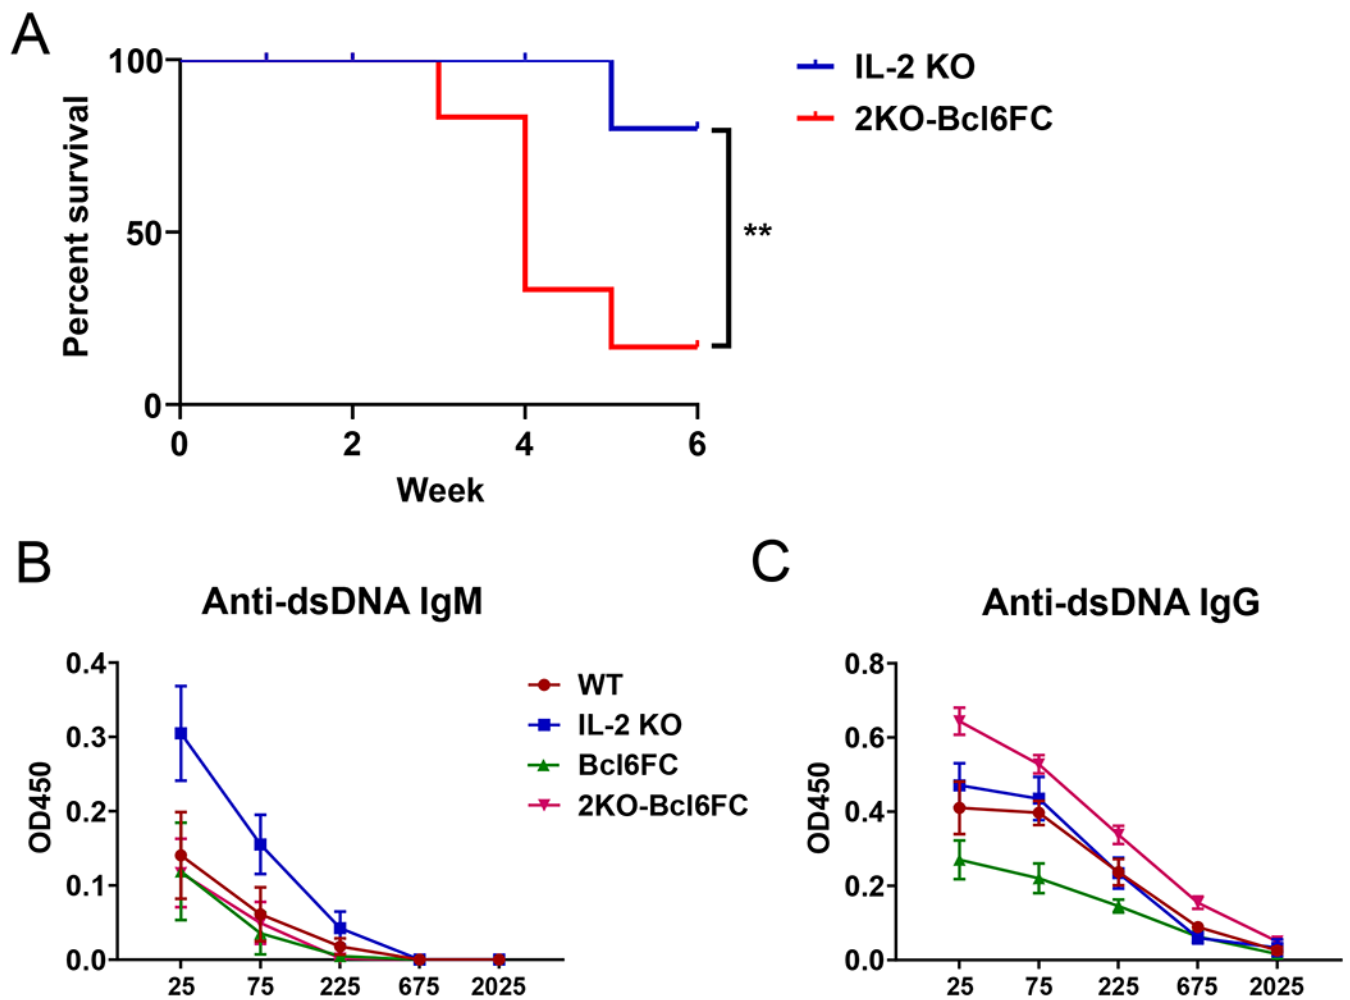 A
100
50
0
Percent survival
0 2 4 6
Week
IL-2 KO
2KO-Bcl6FC
**
B
Anti-dsDNA IgM
0.4
0.3
0.2
0.1
0.0
OD450
25 75 225 675 2025
WT
IL-2 KO
Bcl6FC
2KO-Bcl6FC
C
Anti-dsDNA IgG
0.8
0.6
0.4
0.2
0.0
OD450
25 75 225 675 2025